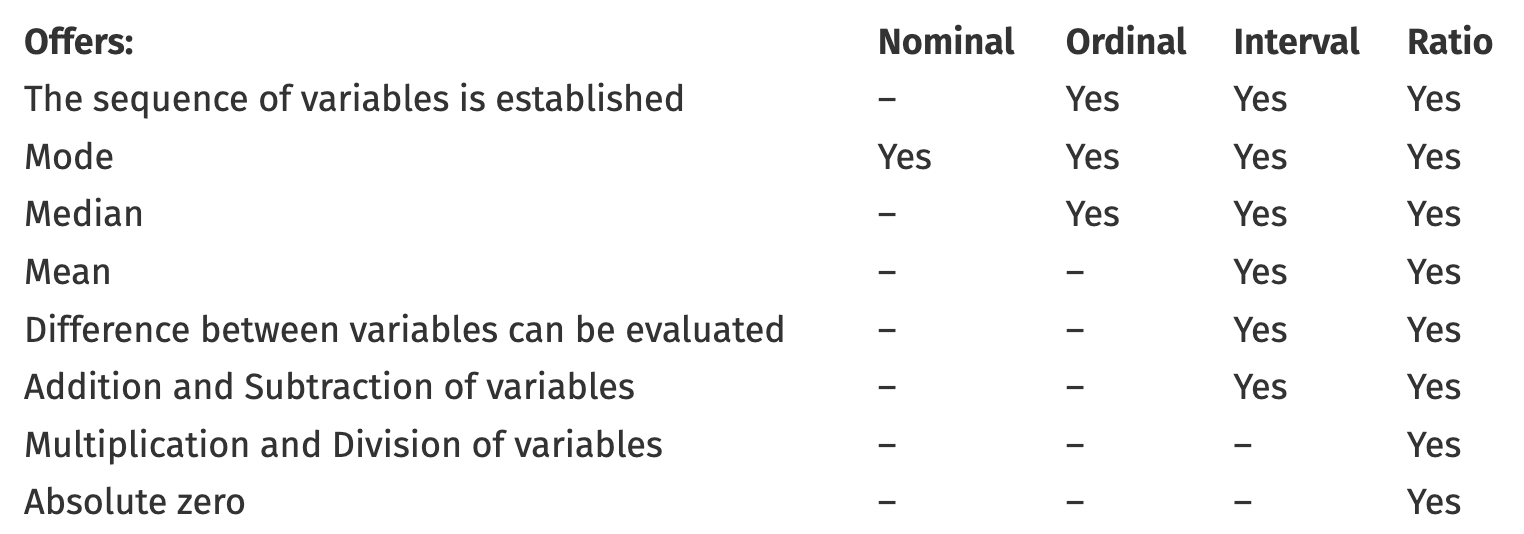 Offers: Nominal Ordinal Interval Ratio
The sequence of variables is established – Yes Yes Yes
Mode Yes Yes Yes Yes
Median – Yes Yes Yes
Mean – – Yes Yes
Difference between variables can be evaluated – – Yes Yes
Addition and Subtraction of variables – – Yes Yes
Multiplication and Division of variables – – – Yes
Absolute zero – – – Yes